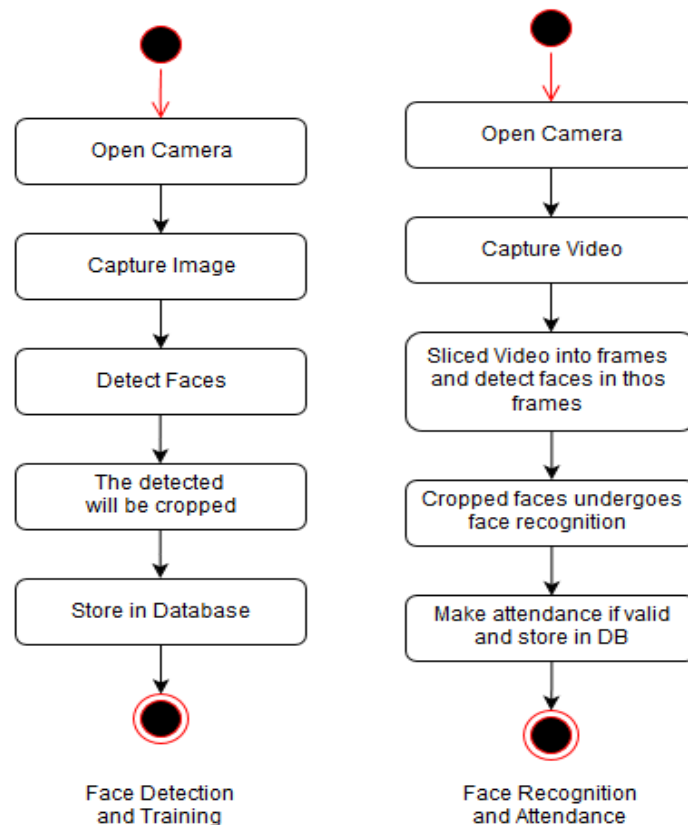 Open Camera
Capture Image
Detect Faces
The detected
will be cropped
Store in Database
Face Detection
and Training
Open Camera
Capture Video
Sliced Video into frames
and detect faces in thos
frames
Cropped faces undergoes
face recognition
Make attendance if valid
and store in DB
Face Recognition
and Attendance